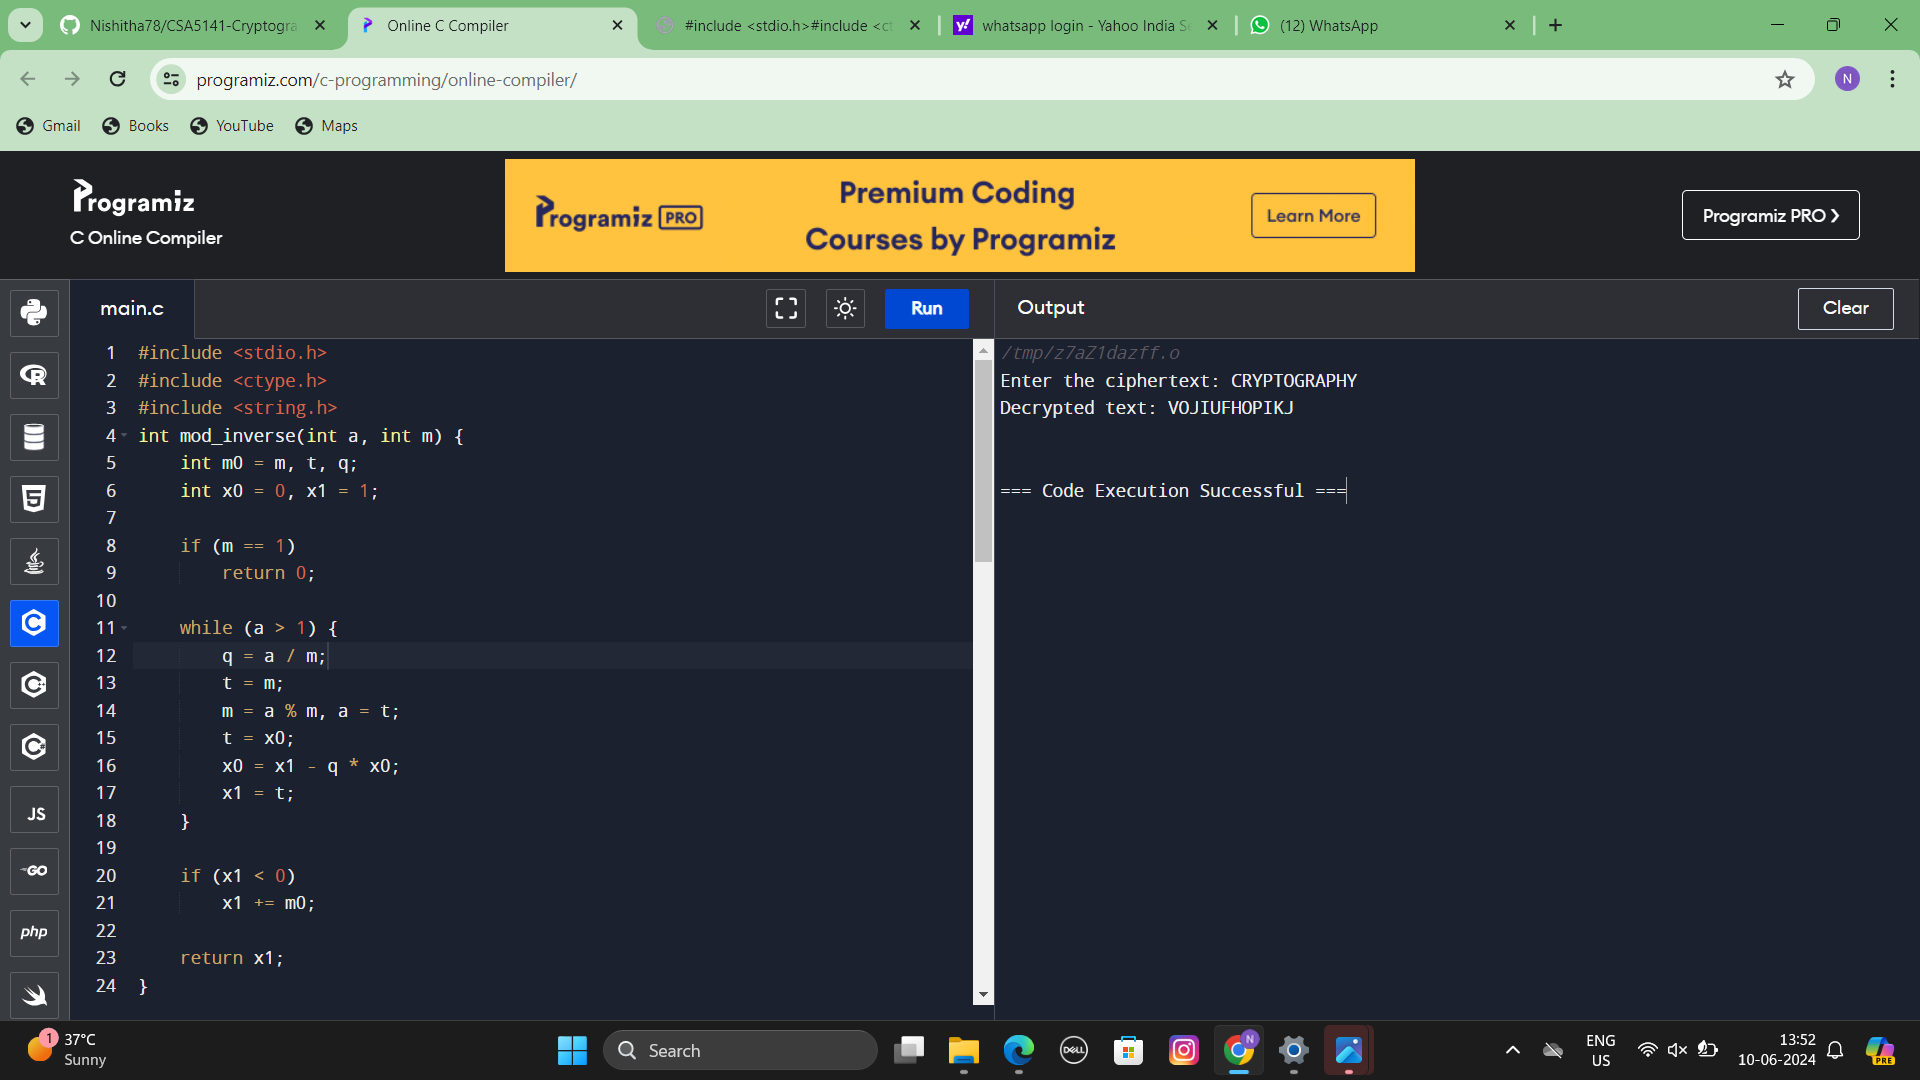 Nishitha78/CSA5141-Cryptogra
Online C Compiler
#include <stdio.h>#include <ct
whatsapp login - Yahoo India Se
(12) WhatsApp
programiz.com/c-programming/online-compiler/
N
Gmail
Books
YouTube
Maps
Programiz
C Online Compiler
Programiz PRO
Premium Coding
Courses by Programiz
Learn More
Programiz PRO ❯
main.c
Run
Output
Clear
1 #include <stdio.h>
2 #include <ctype.h>
3 #include <string.h>
4 int mod_inverse(int a, int m) {
5     int m0 = m, t, q;
6     int x0 = 0, x1 = 1;
7
8     if (m == 1)
9         return 0;
10
11     while (a > 1) {
12         q = a / m;
13         t = m;
14         m = a % m, a = t;
15         t = x0;
16         x0 = x1 - q * x0;
17         x1 = t;
18     }
19
20     if (x1 < 0)
21         x1 += m0;
22
23     return x1;
24 }
/tmp/z7aZ1dazff.o
Enter the ciphertext: CRYPTOGRAPHY
Decrypted text: VOJIUFHOPIKJ
=== Code Execution Successful ===
JS
GO
php
1
37°C
Sunny
Search
DELL
N
ENG
US
13:52
10-06-2024
PRE